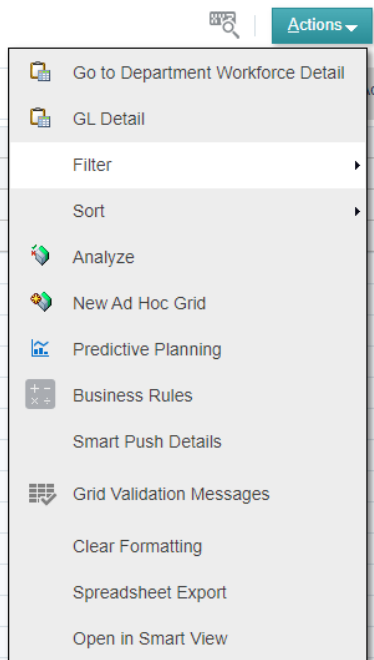 Actions
Go to Department Workforce Detail
GL Detail
Filter
Sort
Analyze
New Ad Hoc Grid
Predictive Planning
Business Rules
Smart Push Details
Grid Validation Messages
Clear Formatting
Spreadsheet Export
Open in Smart View